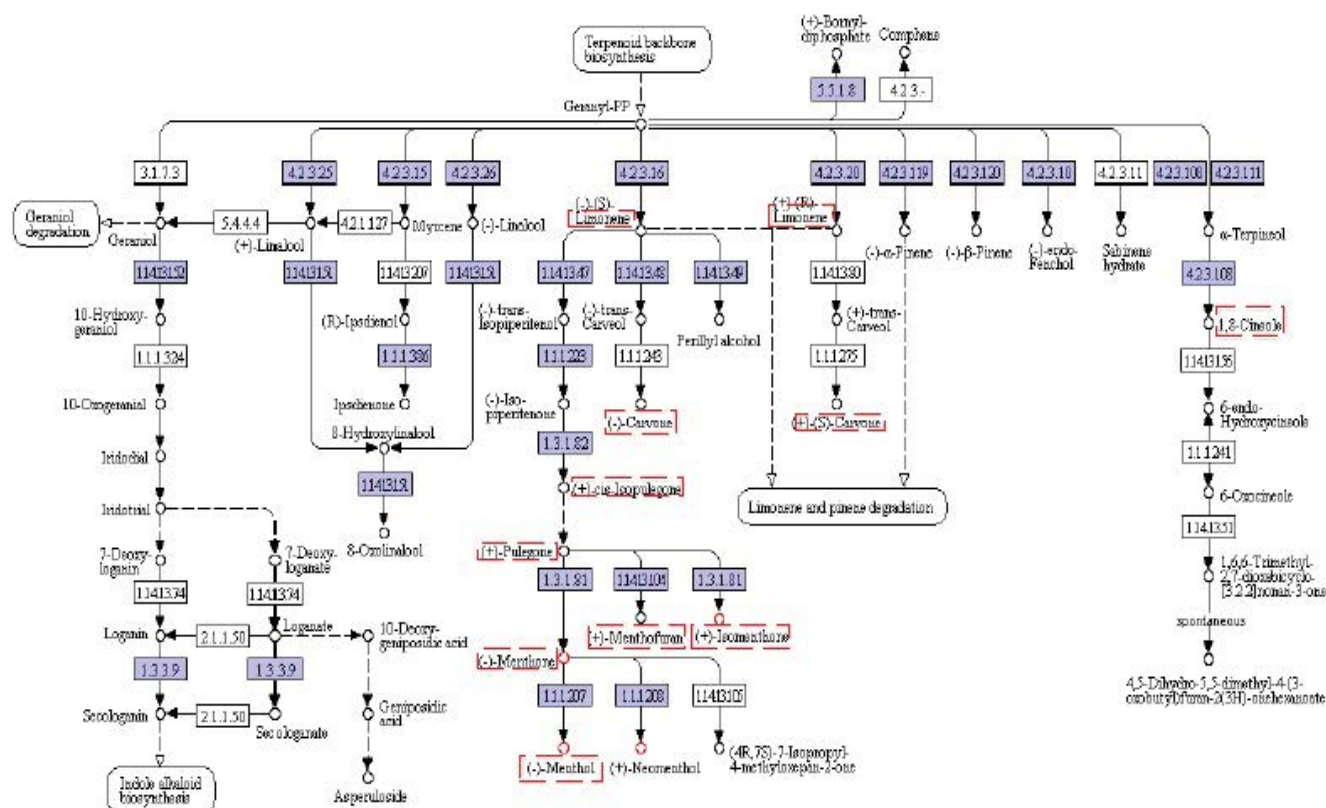 Terpenoid backbone
biosynthesis
(+)-Bornyl-
diphosphate
Comphene
5.5.1.8
4.2.3.-
Geranyl-PP
3.1.7.3
4.2.3.25
4.2.3.15
4.2.3.26
4.2.3.16
4.2.3.20
4.2.3.119
4.2.3.120
4.2.3.10
4.2.3.11
4.2.3.108
4.2.3.111
Geraniol
degradation
Geraniol
5.4.4.4
(+)-Linalool
4.2.1.127
Myrcene
(-)-Linalool
(-)-(S)-
Limonene
(+)-(R)-
Limonene
(-)-α-Pinene
(-)-β-Pinene
(-)-endo-
Fenchol
Sabinene
hydrate
α-Terpineol
1.14.13.152
1.14.13.151
1.14.13.207
1.14.13.151
1.14.13.47
1.14.13.48
1.14.13.49
1.14.13.80
4.2.3.108
10-Hydroxy-
geraniol
(R)-Ipsdienol
(-)-trans-
Isopiperitenol
(-)-trans-
Carveol
Perillyl alcohol
(+)-trans-
Carveol
1,8-Cineole
1.1.1.324
1.1.1.386
1.1.1.223
1.1.1.243
1.1.1.275
1.14.13.156
10-Oxogeranial
Ipsdienone
(-)-Iso-
piperitenone
(-)-Carvone
(+)-(S)-Carvone
6-endo-
Hydroxycineole
8-Hydroxylinalool
1.3.1.82
1.1.1.241
Iridodial
1.14.13.151
(+)-cis-Isopulegone
Limonene and pinene degradation
6-Oxocineole
Iridotrial
8-Oxolinalool
1.14.13.51
7-Deoxy-
loganin
7-Deoxy-
loganate
(+)-Pulegone
1,6,6-Trimethyl-
2,7-dioxabicyclo-
[3.2.2]nonan-3-one
1.14.13.74
1.14.13.74
1.3.1.81
1.14.13.104
1.3.1.81
spontaneous
Loganin
2.1.1.50
Loganate
10-Deoxy-
geniposidic acid
(+)-Menthofuran
(+)-Isomenthone
1.3.3.9
1.3.3.9
(-)-Menthone
4,5-Dihydro-5,5-dimethyl-4-(3-
oxobutyl)furan-2(3H)-onehexanoate
1.1.1.207
1.1.1.208
1.14.13.105
Secologanin
2.1.1.50
Secologanate
Geniposidic
acid
(-)-Menthol
(+)-Neomenthol
(4R,7S)-7-Isopropyl-
4-methyloxepan-2-one
Indole alkaloid
biosynthesis
Asperuloside